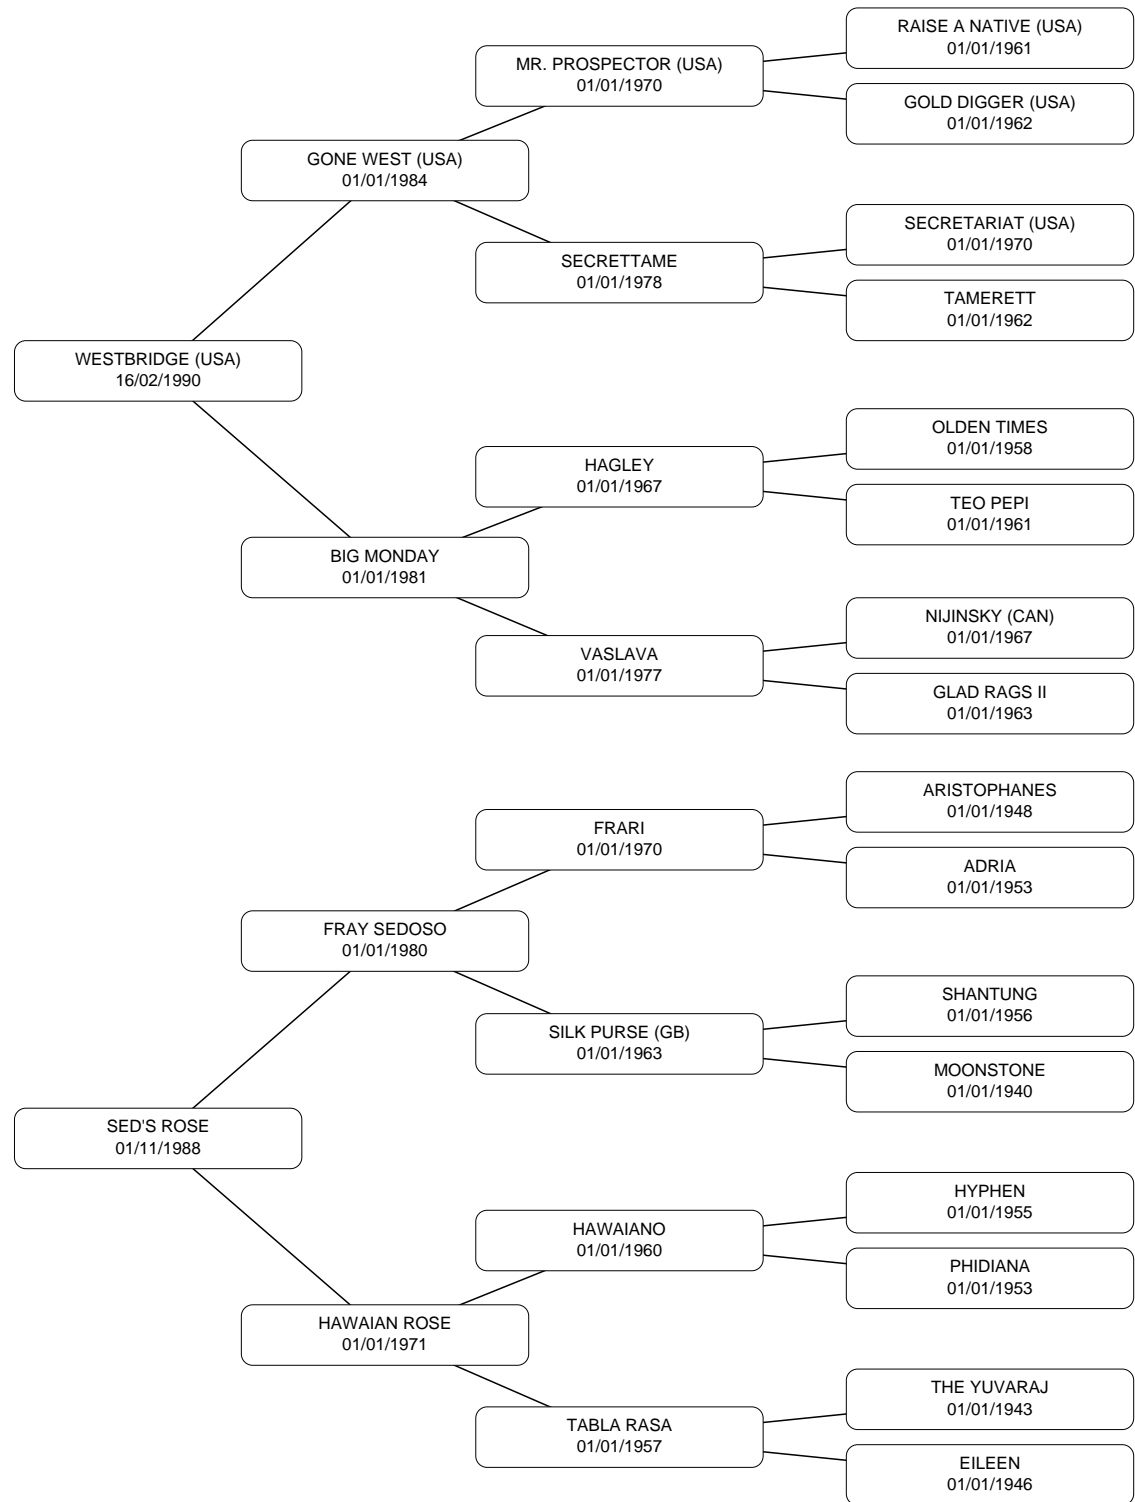 RAISE A NATIVE (USA)
01/01/1961
MR. PROSPECTOR (USA)
01/01/1970
GOLD DIGGER (USA)
01/01/1962
GONE WEST (USA)
01/01/1984
SECRETARIAT (USA)
01/01/1970
SECRETTAME
01/01/1978
TAMERETT
01/01/1962
WESTBRIDGE (USA)
16/02/1990
OLDEN TIMES
01/01/1958
HAGLEY
01/01/1967
TEO PEPI
01/01/1961
BIG MONDAY
01/01/1981
NIJINSKY (CAN)
01/01/1967
VASLAVA
01/01/1977
GLAD RAGS II
01/01/1963
ARISTOPHANES
01/01/1948
FRARI
01/01/1970
ADRIA
01/01/1953
FRAY SEDOSO
01/01/1980
SHANTUNG
01/01/1956
SILK PURSE (GB)
01/01/1963
MOONSTONE
01/01/1940
SED'S ROSE
01/11/1988
HYPHEN
01/01/1955
HAWAIANO
01/01/1960
PHIDIANA
01/01/1953
HAWAIAN ROSE
01/01/1971
THE YUVARAJ
01/01/1943
TABLA RASA
01/01/1957
EILEEN
01/01/1946